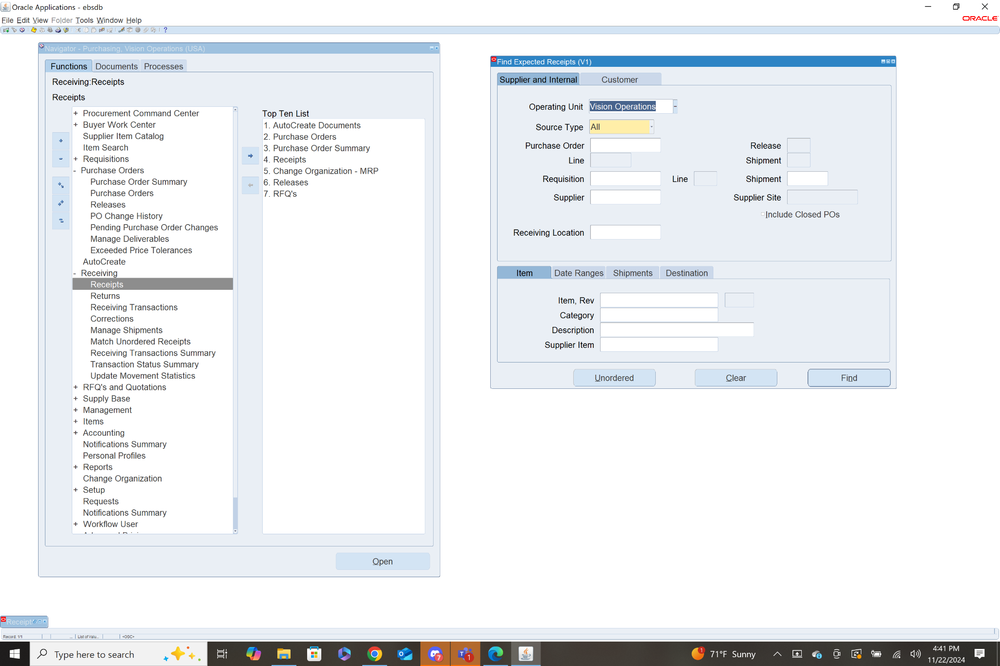 Oracle Applications - ebsdb
File Edit View Folder Tools Window Help
ORACLE
Navigator - Purchasing, Vision Operations (USA)
Functions Documents Processes
Receiving:Receipts
Receipts
+ Procurement Command Center
+ Buyer Work Center
Supplier Item Catalog
Item Search
+ Requisitions
- Purchase Orders
Purchase Order Summary
Purchase Orders
Releases
PO Change History
Pending Purchase Order Changes
Manage Deliverables
Exceeded Price Tolerances
AutoCreate
- Receiving
Receipts
Returns
Receiving Transactions
Corrections
Manage Shipments
Match Unordered Receipts
Receiving Transactions Summary
Transaction Status Summary
Update Movement Statistics
+ RFQ's and Quotations
+ Supply Base
+ Management
+ Items
+ Accounting
Notifications Summary
Personal Profiles
+ Reports
Change Organization
+ Setup
Requests
Notifications Summary
+ Workflow User
Top Ten List
1. AutoCreate Documents
2. Purchase Orders
3. Purchase Order Summary
4. Receipts
5. Change Organization - MRP
6. Releases
7. RFQ's
Open
Find Expected Receipts (V1)
Supplier and Internal Customer
Operating Unit Vision Operations
Source Type All
Purchase Order Release
Line Shipment
Requisition Line Shipment
Supplier Supplier Site
Include Closed POs
Receiving Location
Item Date Ranges Shipments Destination
Item, Rev
Category
Description
Supplier Item
Unordered Clear Find
Receipt
Record: 1/1 ... List of Valu... <OSC>
Type here to search
7
1
1
71°F Sunny
4:41 PM
11/22/2024